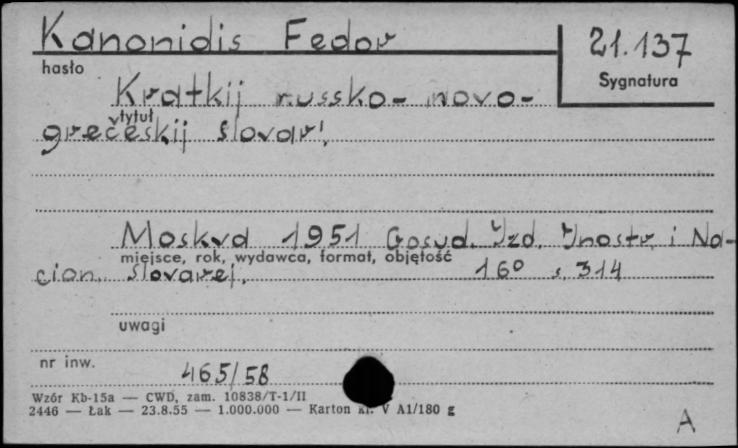 Kanonidis Fedor
21.137
hasło
Sygnatura
Kratkij russko- novo-
tytuł
grečeskij slovar'.
Moskva 1951 Gosud. Izd. Inostr. i Na-
miejsce, rok, wydawca, format, objętość
cion. Slovarej. 16° s. 314
uwagi
nr inw.
465/58
Wzór Kb-15a — CWD, zam. 10838/T-1/II
2446 — Łak — 23.8.55 — 1.000.000 — Karton kl. V A1/180 g
A